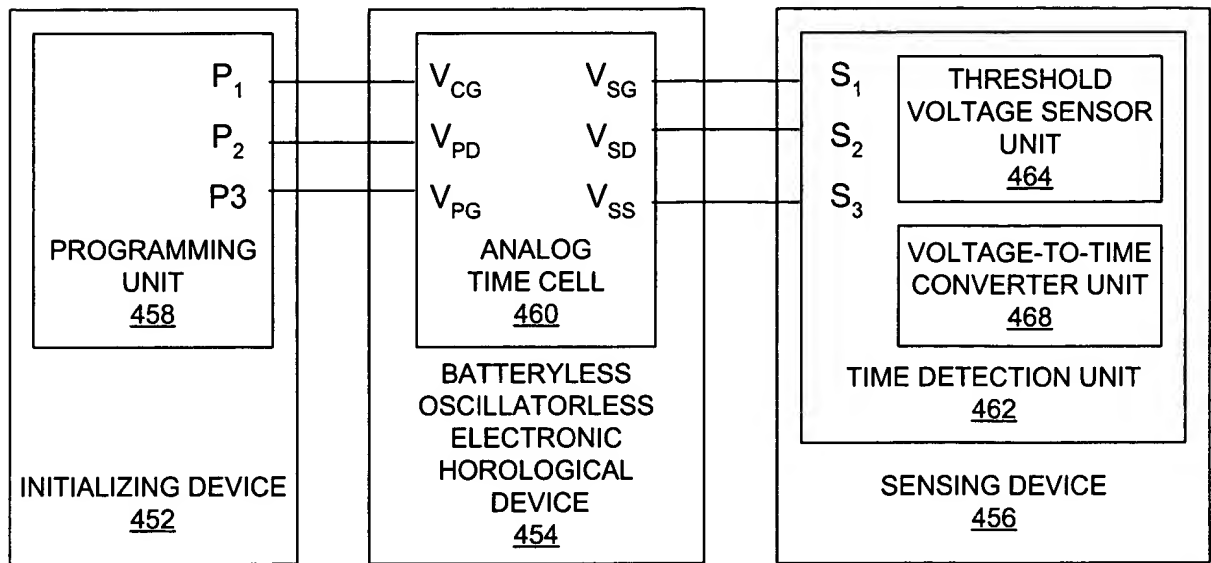 P1
P2
P3
PROGRAMMING
UNIT
458
INITIALIZING DEVICE
452
VCG
VPD
VPG
VSG
VSD
VSS
ANALOG
TIME CELL
460
BATTERYLESS
OSCILLATORLESS
ELECTRONIC
HOROLOGICAL
DEVICE
454
S1
S2
S3
THRESHOLD
VOLTAGE SENSOR
UNIT
464
VOLTAGE-TO-TIME
CONVERTER UNIT
468
TIME DETECTION UNIT
462
SENSING DEVICE
456